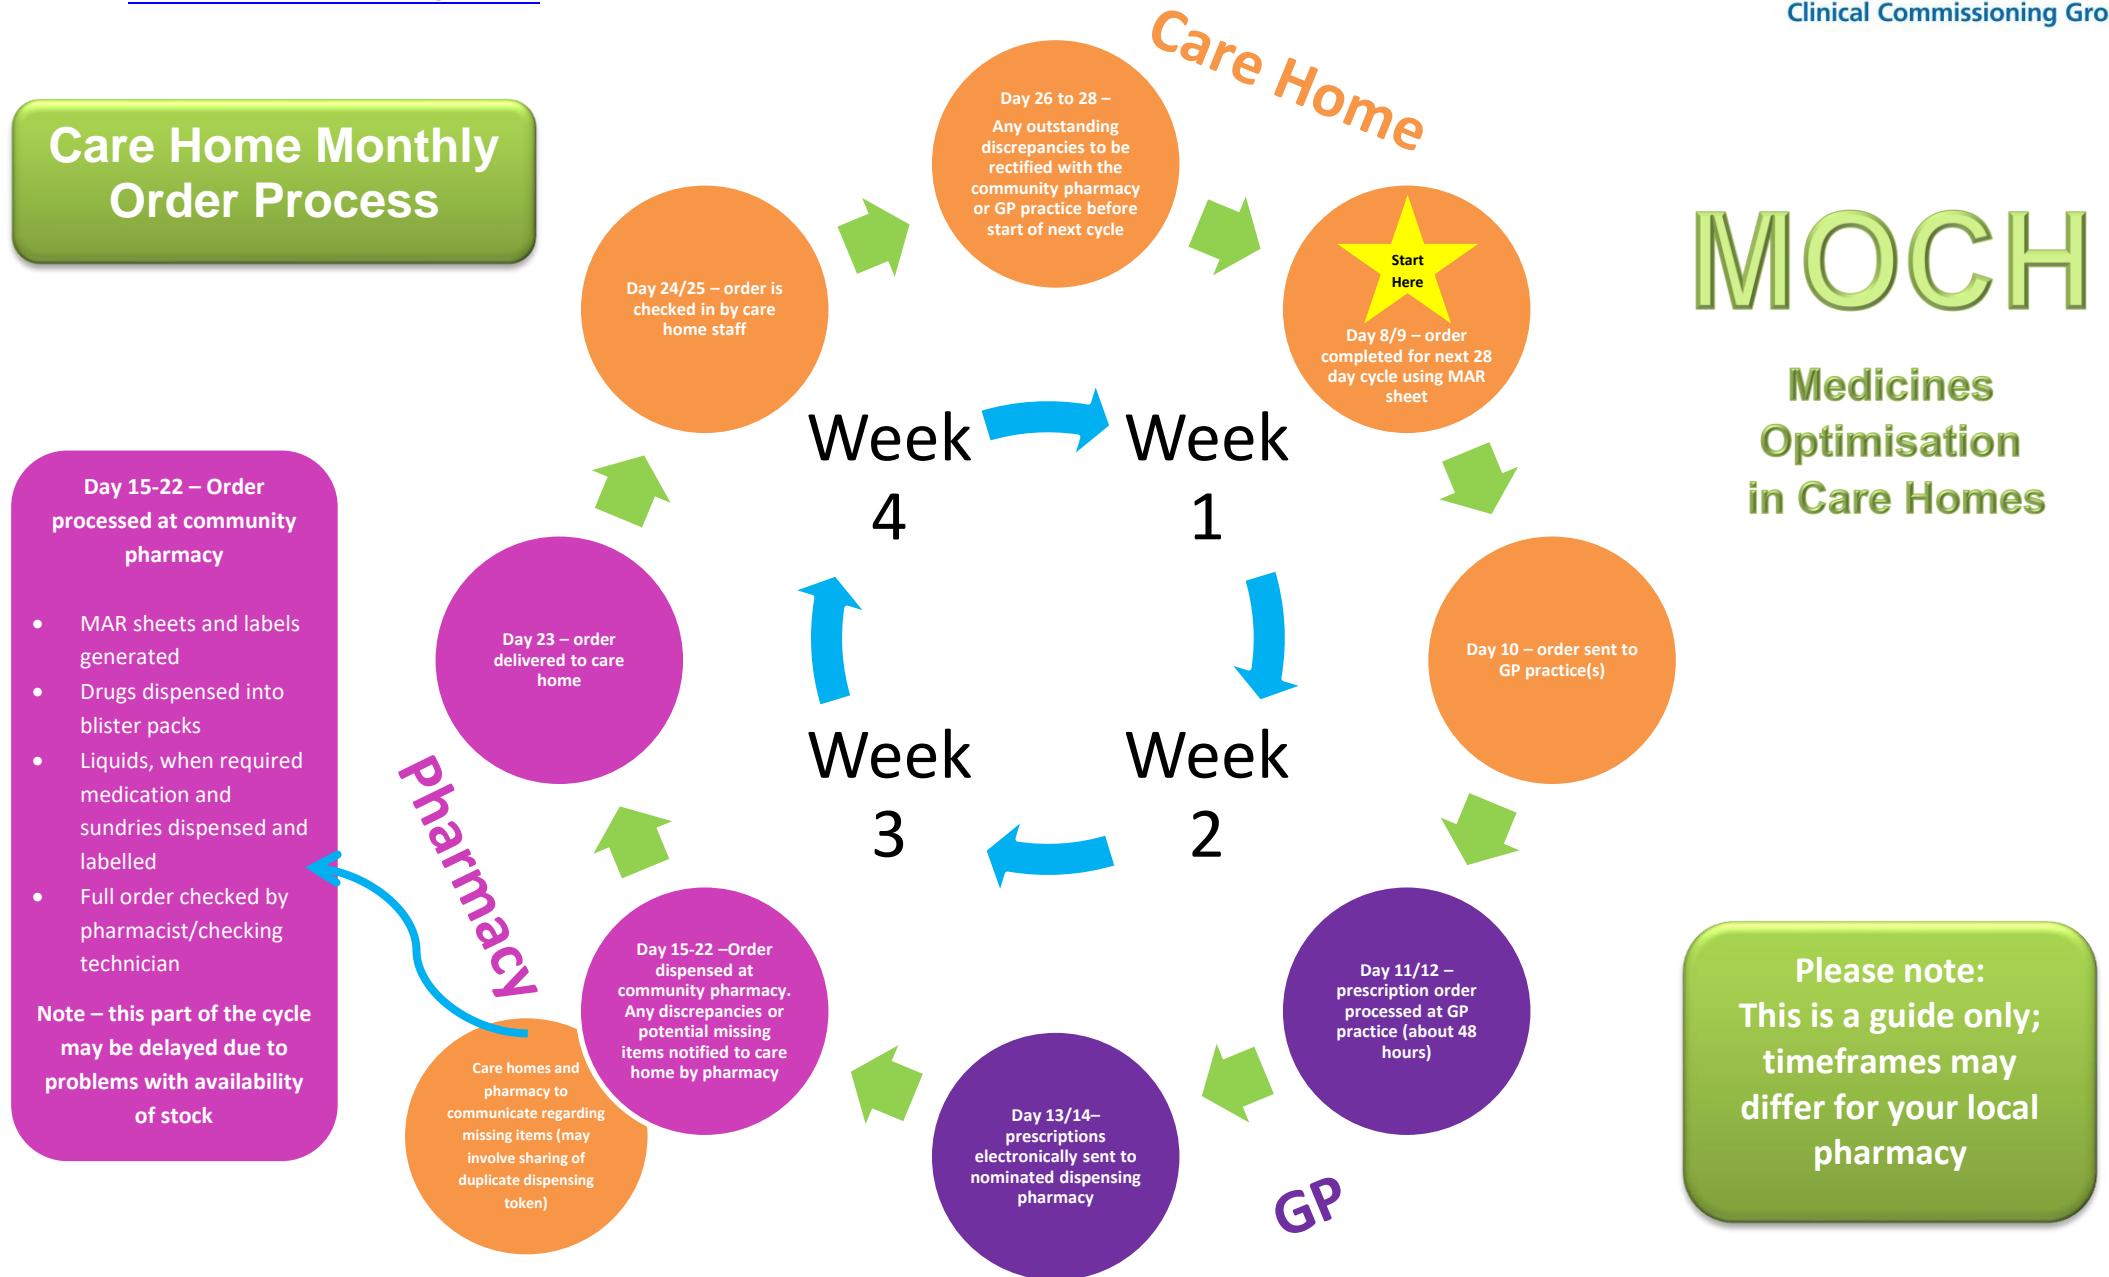 Clinical Commissioning Gro
Care Home Monthly
Order Process
Care Home
Day 26 to 28 –
Any outstanding
discrepancies to be
rectified with the
community pharmacy
or GP practice before
start of next cycle
Start
Here
Day 8/9 – order
completed for next 28
day cycle using MAR
sheet
Day 10 – order sent to
GP practice(s)
Day 11/12 –
prescription order
processed at GP
practice (about 48
hours)
GP
Day 13/14–
prescriptions
electronically sent to
nominated dispensing
pharmacy
Day 15-22 –Order
dispensed at
community pharmacy.
Any discrepancies or
potential missing
items notified to care
home by pharmacy
Care homes and
pharmacy to
communicate regarding
missing items (may
involve sharing of
duplicate dispensing
token)
Pharmacy
Day 23 – order
delivered to care
home
Day 24/25 – order is
checked in by care
home staff
Week
1
Week
2
Week
3
Week
4
Day 15-22 – Order
processed at community
pharmacy
• MAR sheets and labels
generated
• Drugs dispensed into
blister packs
• Liquids, when required
medication and
sundries dispensed and
labelled
• Full order checked by
pharmacist/checking
technician
Note – this part of the cycle
may be delayed due to
problems with availability
of stock
MOCH
Medicines
Optimisation
in Care Homes
Please note:
This is a guide only;
timeframes may
differ for your local
pharmacy